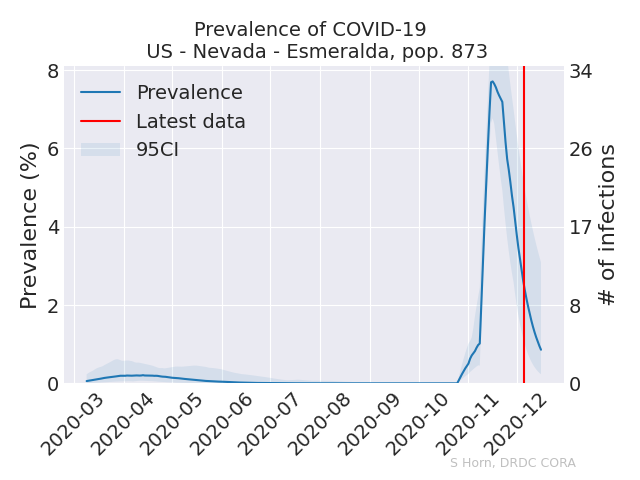 Prevalence of COVID-19
US - Nevada - Esmeralda, pop. 873
Prevalence (%)
8
6
4
2
0
Prevalence
Latest data
95CI
34
26
17
8
0
# of infections
2020-03
2020-04
2020-05
2020-06
2020-07
2020-08
2020-09
2020-10
2020-11
2020-12
S Horn, DRDC CORA